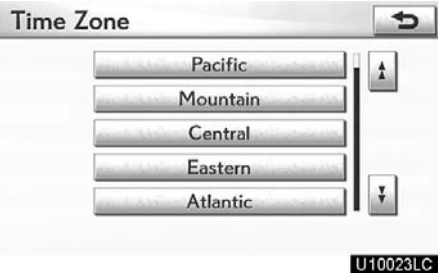 Time Zone
Pacific
Mountain
Central
Eastern
Atlantic
U10023LC